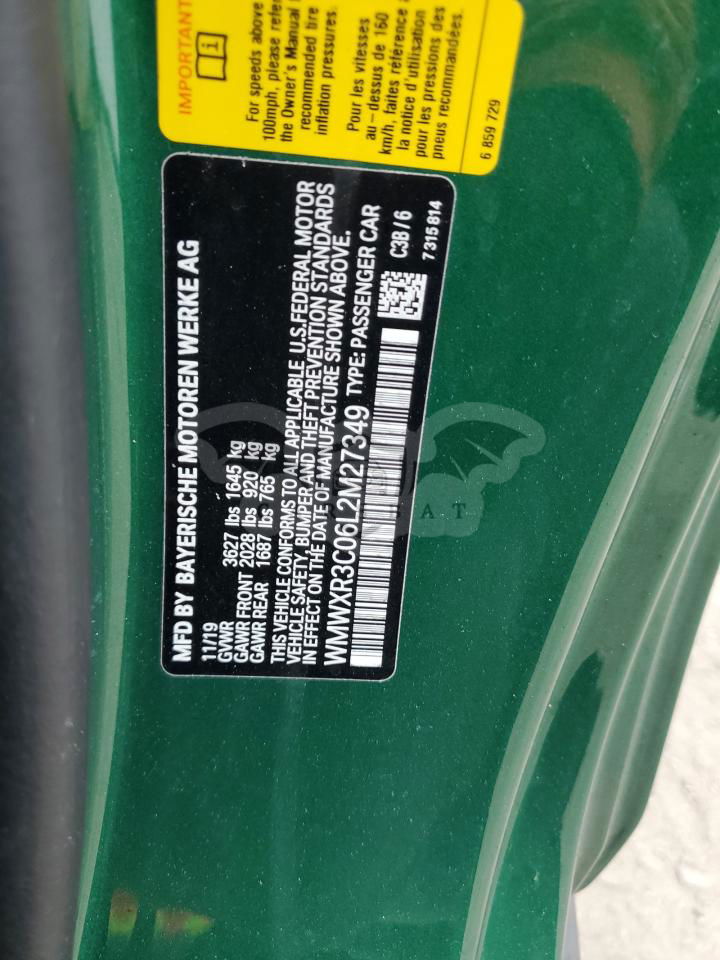 IMPORTANT
For speeds above
100mph, please refer
the Owner's Manual
recommended tire
inflation pressures.
Pour les vitesses
au-dessus de 160
km/h, faites référence
la notice d'utilisation
pour les pressions des
pneus recommandées.
6 859 729
MFD BY BAYERISCHE MOTOREN WERKE AG
11/19
GVWR 3627 lbs 1645 kg
GAWR FRONT 2028 lbs 920 kg
GAWR REAR 1687 lbs 765 kg
THIS VEHICLE CONFORMS TO ALL APPLICABLE U.S.FEDERAL MOTOR
VEHICLE SAFETY, BUMPER, AND THEFT PREVENTION STANDARDS
IN EFFECT ON THE DATE OF MANUFACTURE SHOWN ABOVE.
WMWXR3C06L2M27349 TYPE: PASSENGER CAR
C3B/6
7315814